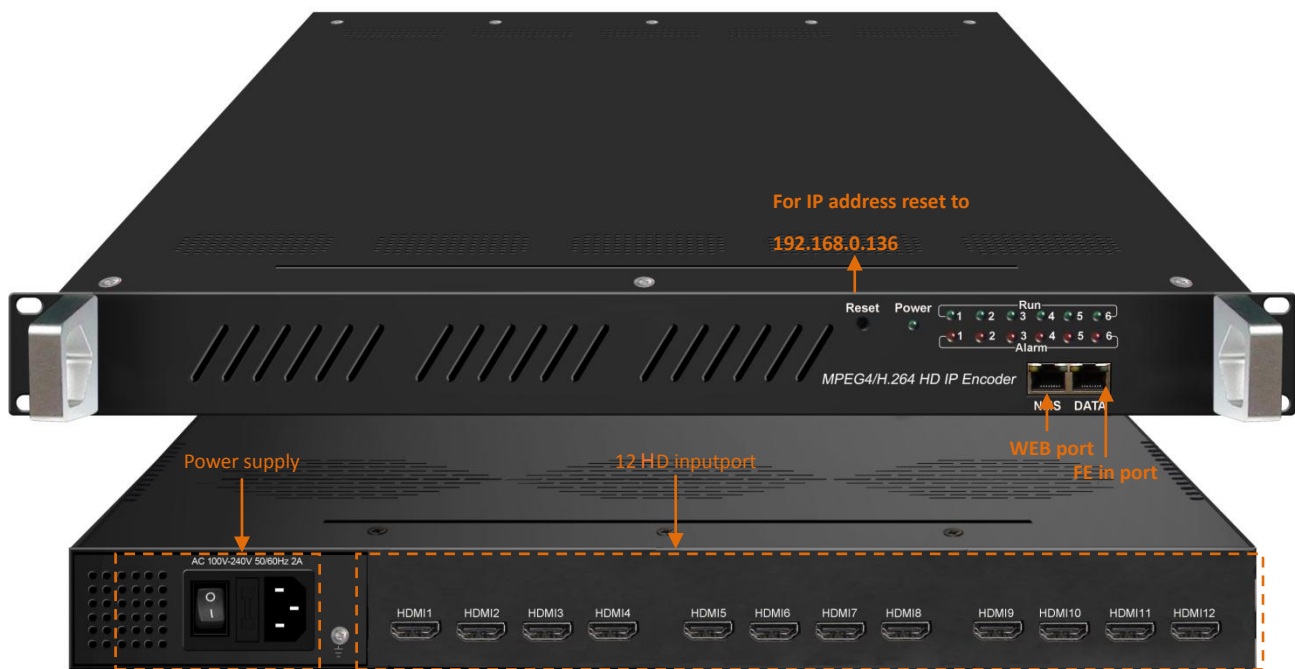 For IP address reset to
192.168.0.136
Reset
Power
Run
1 2 3 4 5 6
1 2 3 4 5 6
Alarm
MPEG4/H.264 HD IP Encoder
DATA
WEB port
FE in port
Power supply
12 HD inputport
AC 100V-240V 50/60Hz 2A
O
I
HDMI1 HDMI2 HDMI3 HDMI4 HDMI5 HDMI6 HDMI7 HDMI8 HDMI9 HDMI10 HDMI11 HDMI12